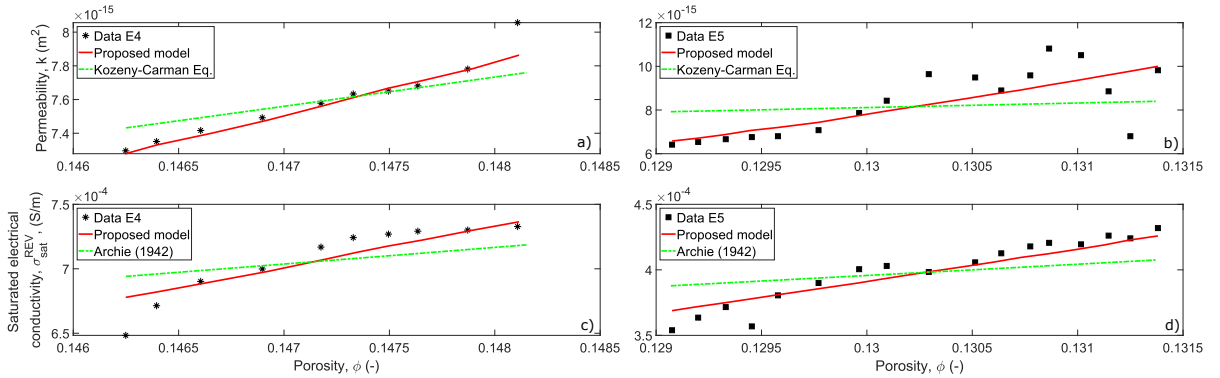 ×10⁻¹⁵
Permeability, k (m²)
8
7.8
7.6
7.4
Data E4
Proposed model
Kozeny-Carman Eq.
a)
0.146
0.1465
0.147
0.1475
0.148
0.1485
×10⁻¹⁵
12
10
8
6
Data E5
Proposed model
Kozeny-Carman Eq.
b)
0.129
0.1295
0.13
0.1305
0.131
0.1315
×10⁻⁴
Saturated electrical
conductivity, σ_sat^REV, (S/m)
7.5
7
6.5
Data E4
Proposed model
Archie (1942)
c)
0.146
0.1465
0.147
0.1475
0.148
0.1485
Porosity, ϕ (-)
×10⁻⁴
4.5
4
3.5
Data E5
Proposed model
Archie (1942)
d)
0.129
0.1295
0.13
0.1305
0.131
0.1315
Porosity, ϕ (-)